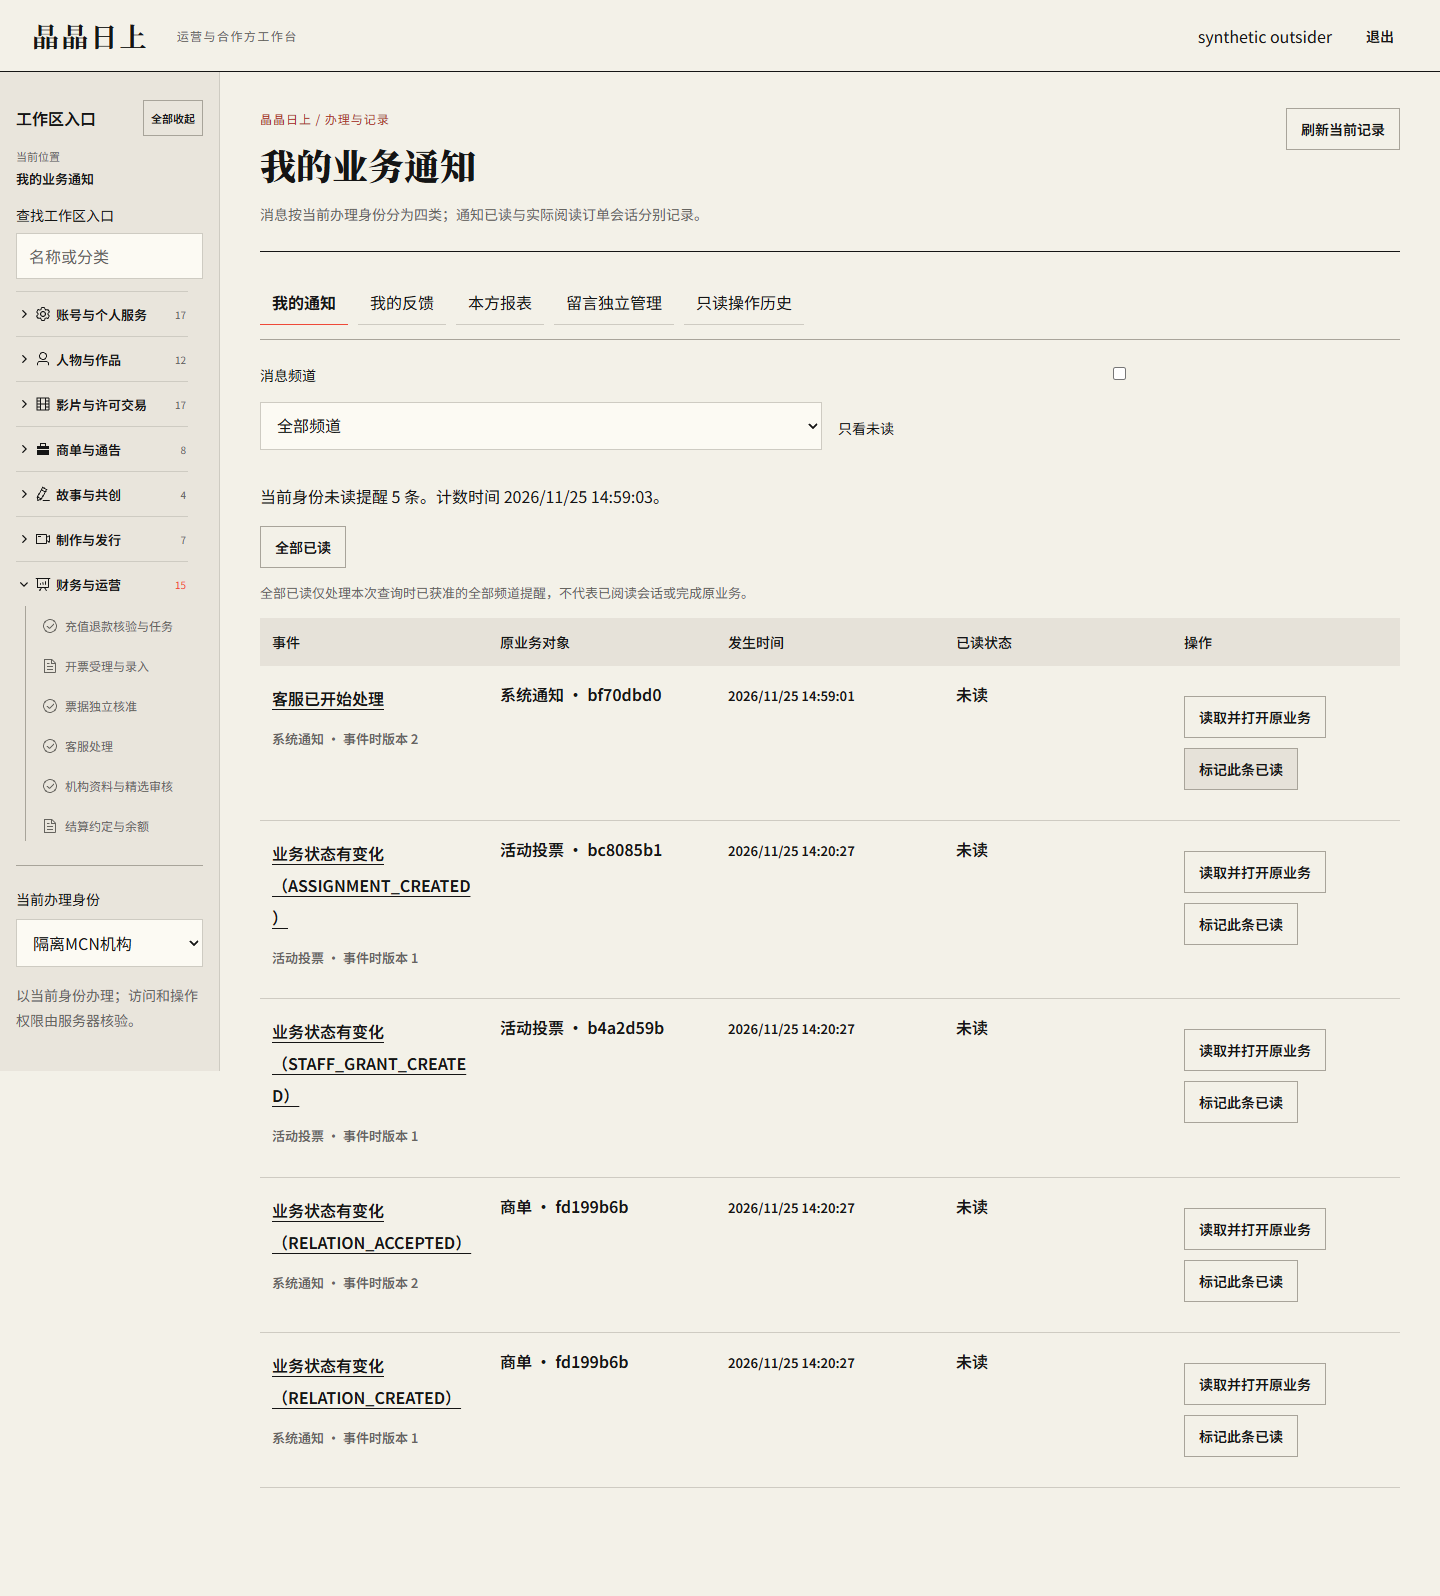 晶晶日上
运营与合作方工作台
synthetic outsider
退出
工作区入口
全部收起
当前位置
我的业务通知
查找工作区入口
名称或分类
账号与个人服务 17
人物与作品 12
影片与许可交易 17
商单与通告 8
故事与共创 4
制作与发行 7
财务与运营 15
充值退款核验与任务
开票受理与录入
票据独立核准
客服处理
机构资料与精选审核
结算约定与余额
当前办理身份
隔离MCN机构
以当前身份办理；访问和操作
权限由服务器核验。
晶晶日上 / 办理与记录
我的业务通知
消息按当前办理身份分为四类；通知已读与实际阅读订单会话分别记录。
刷新当前记录
我的通知 我的反馈 本方报表 留言独立管理 只读操作历史
消息频道
全部频道
只看未读
当前身份未读提醒 5 条。计数时间 2026/11/25 14:59:03。
全部已读
全部已读仅处理本次查询时已获准的全部频道提醒，不代表已阅读会话或完成原业务。
事件 原业务对象 发生时间 已读状态 操作
客服已开始处理
系统通知 · 事件时版本 2
系统通知 · bf70dbd0
2026/11/25 14:59:01
未读
读取并打开原业务
标记此条已读
业务状态有变化
（ASSIGNMENT_CREATED
）
活动投票 · 事件时版本 1
活动投票 · bc8085b1
2026/11/25 14:20:27
未读
读取并打开原业务
标记此条已读
业务状态有变化
（STAFF_GRANT_CREATE
D）
活动投票 · 事件时版本 1
活动投票 · b4a2d59b
2026/11/25 14:20:27
未读
读取并打开原业务
标记此条已读
业务状态有变化
（RELATION_ACCEPTED）
系统通知 · 事件时版本 2
商单 · fd199b6b
2026/11/25 14:20:27
未读
读取并打开原业务
标记此条已读
业务状态有变化
（RELATION_CREATED）
系统通知 · 事件时版本 1
商单 · fd199b6b
2026/11/25 14:20:27
未读
读取并打开原业务
标记此条已读